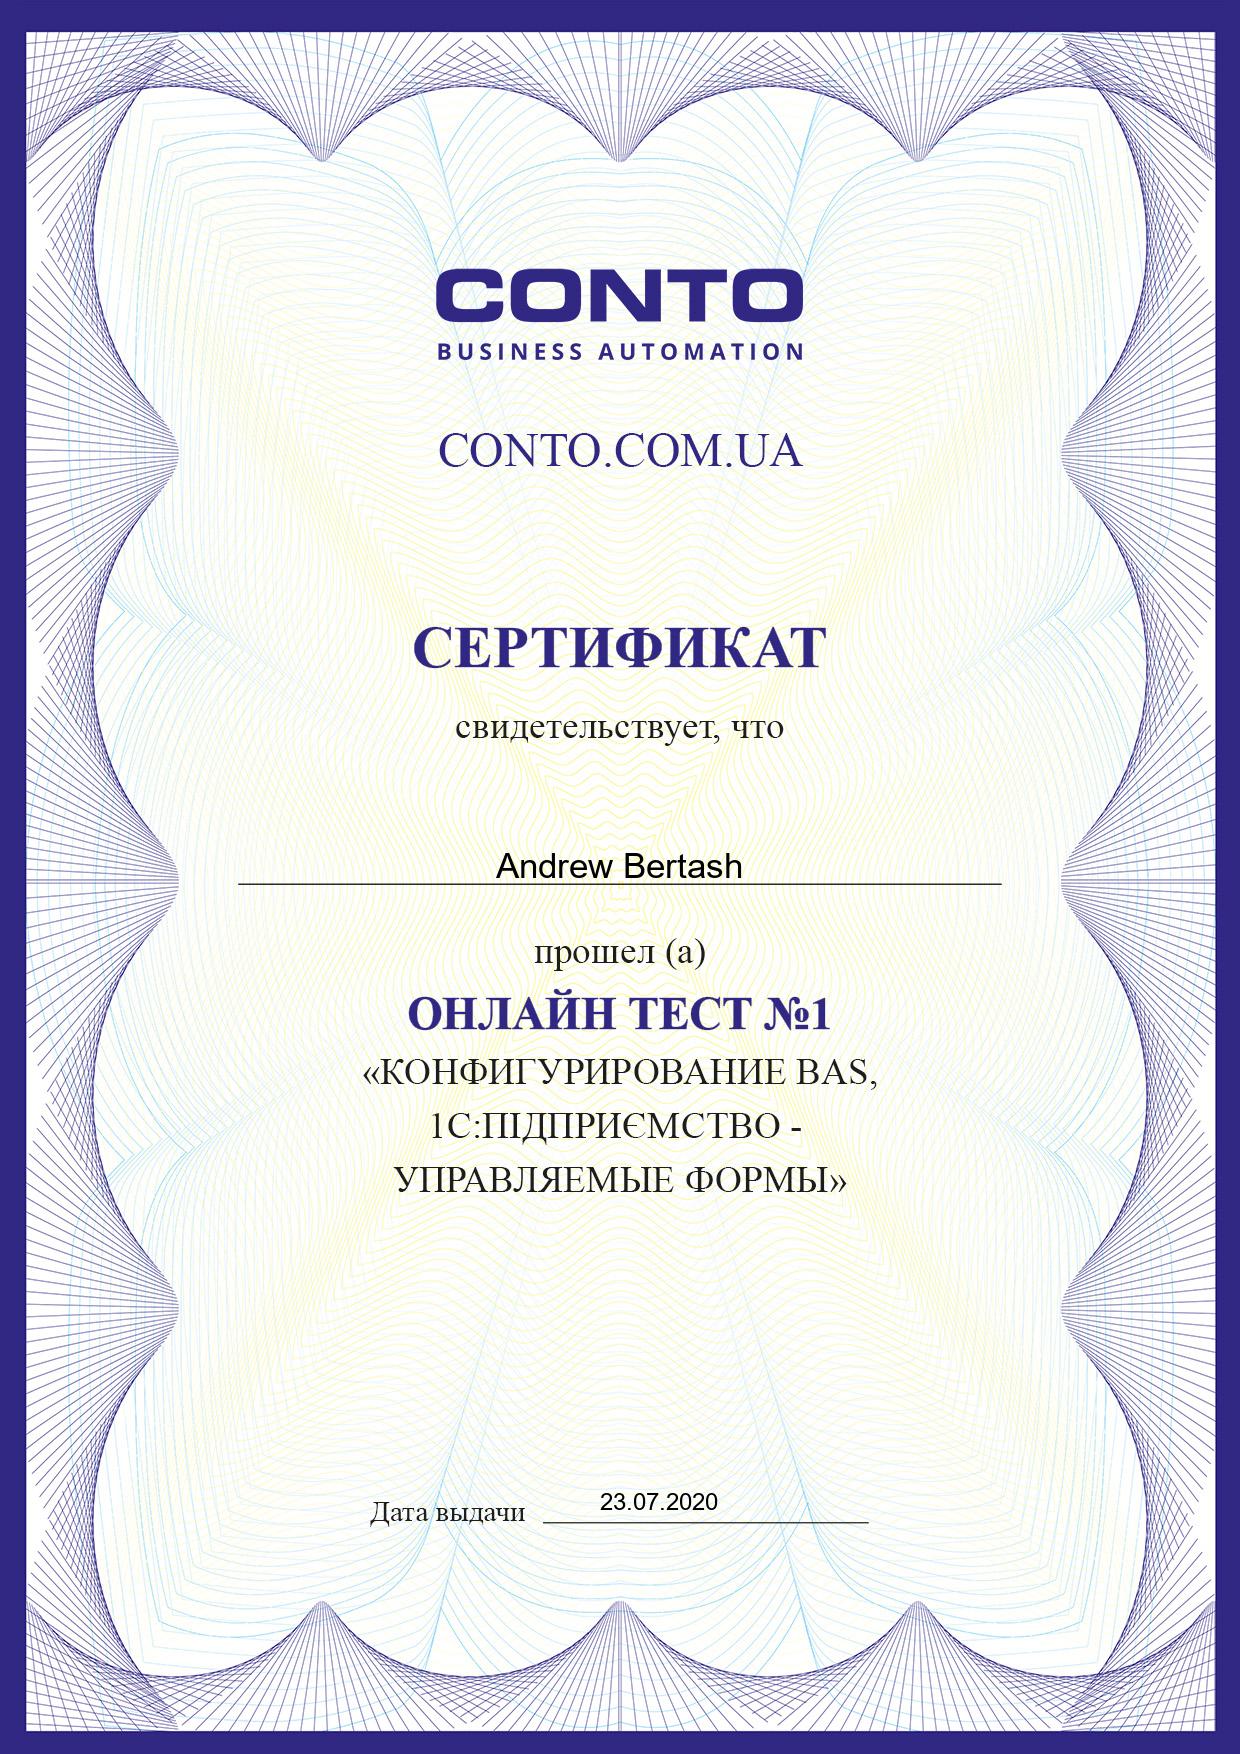 CONTO
BUSINESS AUTOMATION
CONTO.COM.UA
СЕРТИФИКАТ
свидетельствует, что
Andrew Bertash
прошел (а)
ОНЛАЙН ТЕСТ №1
«КОНФИГУРИРОВАНИЕ BAS,
1С:ПІДПРИЄМСТВО -
УПРАВЛЯЕМЫЕ ФОРМЫ»
Дата выдачи 23.07.2020